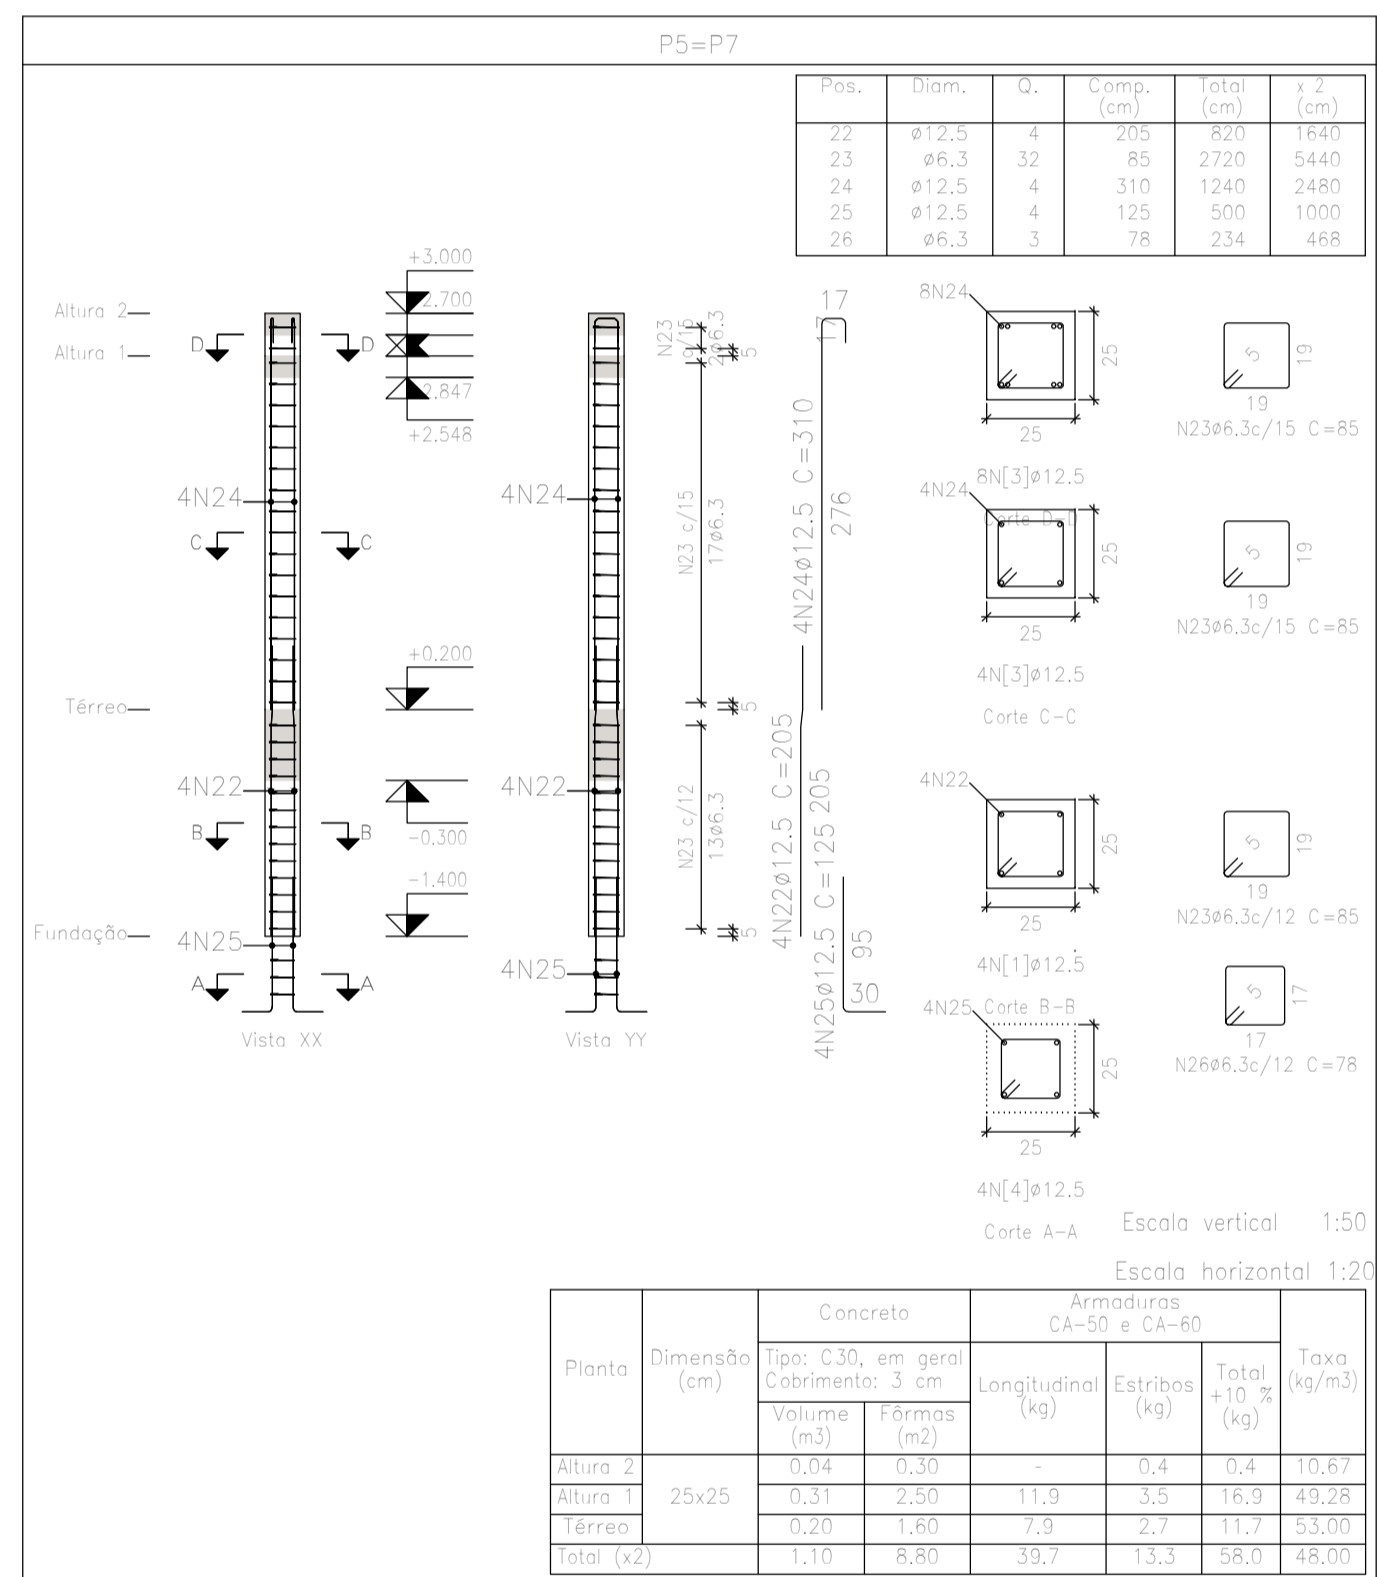 P5=P7
Pos. Diam. Q. Comp. (cm) Total (cm) x 2 (cm)
22 ø12.5 4 205 820 1640
23 ø6.3 32 85 2720 5440
24 ø12.5 4 310 1240 2480
25 ø12.5 4 125 500 1000
26 ø6.3 3 78 234 468
Altura 2
Altura 1
Térreo
Fundação
D D
4N24
C C
4N22
B B
4N25
A A
Vista XX
+3.000
2.700
2.847
+2.548
+0.200
-0.300
-1.400
4N24
4N22
4N25
Vista YY
N23
c/15
2ø6.3
5
N23 c/15
17ø6.3
5
N23 c/12
13ø6.3
5
17
17
4N24ø12.5 C=310
276
4N22ø12.5 C=205
205
4N25ø12.5 C=125
95
30
8N24
25
25
8N[3]ø12.5
Corte D-D
5
19
19
N23ø6.3c/15 C=85
4N24
25
25
4N[3]ø12.5
Corte C-C
5
19
19
N23ø6.3c/15 C=85
4N22
25
25
4N[1]ø12.5
Corte B-B
5
19
19
N23ø6.3c/12 C=85
4N25
25
25
4N[4]ø12.5
Corte A-A
5
17
17
N26ø6.3c/12 C=78
Escala vertical 1:50
Escala horizontal 1:20
Planta
Dimensão
(cm)
Concreto
Tipo: C30, em geral
Cobrimento: 3 cm
Volume
(m3)
Fôrmas
(m2)
Armaduras
CA-50 e CA-60
Longitudinal
(kg)
Estribos
(kg)
Total
+10 %
(kg)
Taxa
(kg/m3)
Altura 2 0.04 0.30 - 0.4 0.4 10.67
Altura 1 25x25 0.31 2.50 11.9 3.5 16.9 49.28
Térreo 0.20 1.60 7.9 2.7 11.7 53.00
Total (x2) 1.10 8.80 39.7 13.3 58.0 48.00